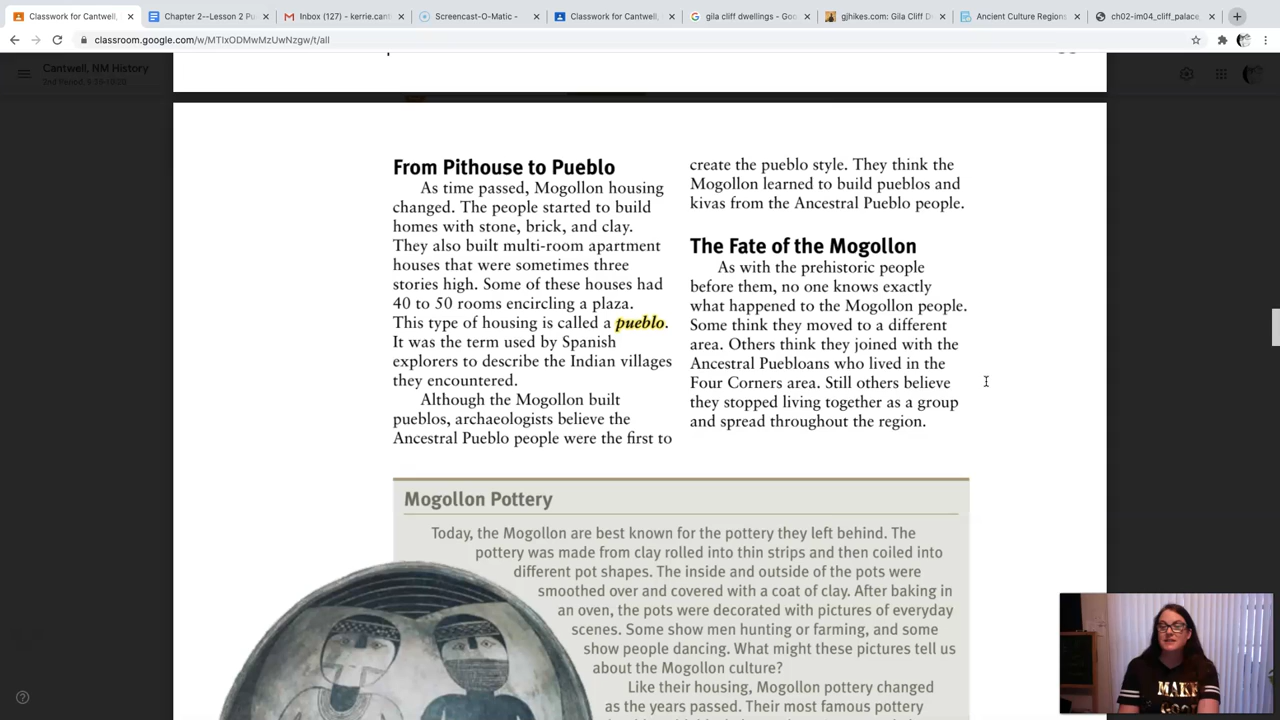 Classwork for Cantwell,
Chapter 2--Lesson 2 Pu
Inbox (127) - kerrie.cant
Screencast-O-Matic -
Classwork for Cantwell,
gila cliff dwellings - Goo
gjhikes.com: Gila Cliff D
Ancient Culture Regions
ch02-im04_cliff_palace_
classroom.google.com/w/MTIxODMwMzUwNzgw/t/all
Cantwell, NM History
From Pithouse to Pueblo
As time passed, Mogollon housing
changed. The people started to build
homes with stone, brick, and clay.
They also built multi-room apartment
houses that were sometimes three
stories high. Some of these houses had
40 to 50 rooms encircling a plaza.
This type of housing is called a pueblo.
It was the term used by Spanish
explorers to describe the Indian villages
they encountered.
Although the Mogollon built
pueblos, archaeologists believe the
Ancestral Pueblo people were the first to
create the pueblo style. They think the
Mogollon learned to build pueblos and
kivas from the Ancestral Pueblo people.
The Fate of the Mogollon
As with the prehistoric people
before them, no one knows exactly
what happened to the Mogollon people.
Some think they moved to a different
area. Others think they joined with the
Ancestral Puebloans who lived in the
Four Corners area. Still others believe
they stopped living together as a group
and spread throughout the region.
Mogollon Pottery
Today, the Mogollon are best known for the pottery they left behind. The
pottery was made from clay rolled into thin strips and then coiled into
different pot shapes. The inside and outside of the pots were
smoothed over and covered with a coat of clay. After baking in
an oven, the pots were decorated with pictures of everyday
scenes. Some show men hunting or farming, and some
show people dancing. What might these pictures tell us
about the Mogollon culture?
Like their housing, Mogollon pottery changed
as the years passed. Their most famous pottery
MAKE